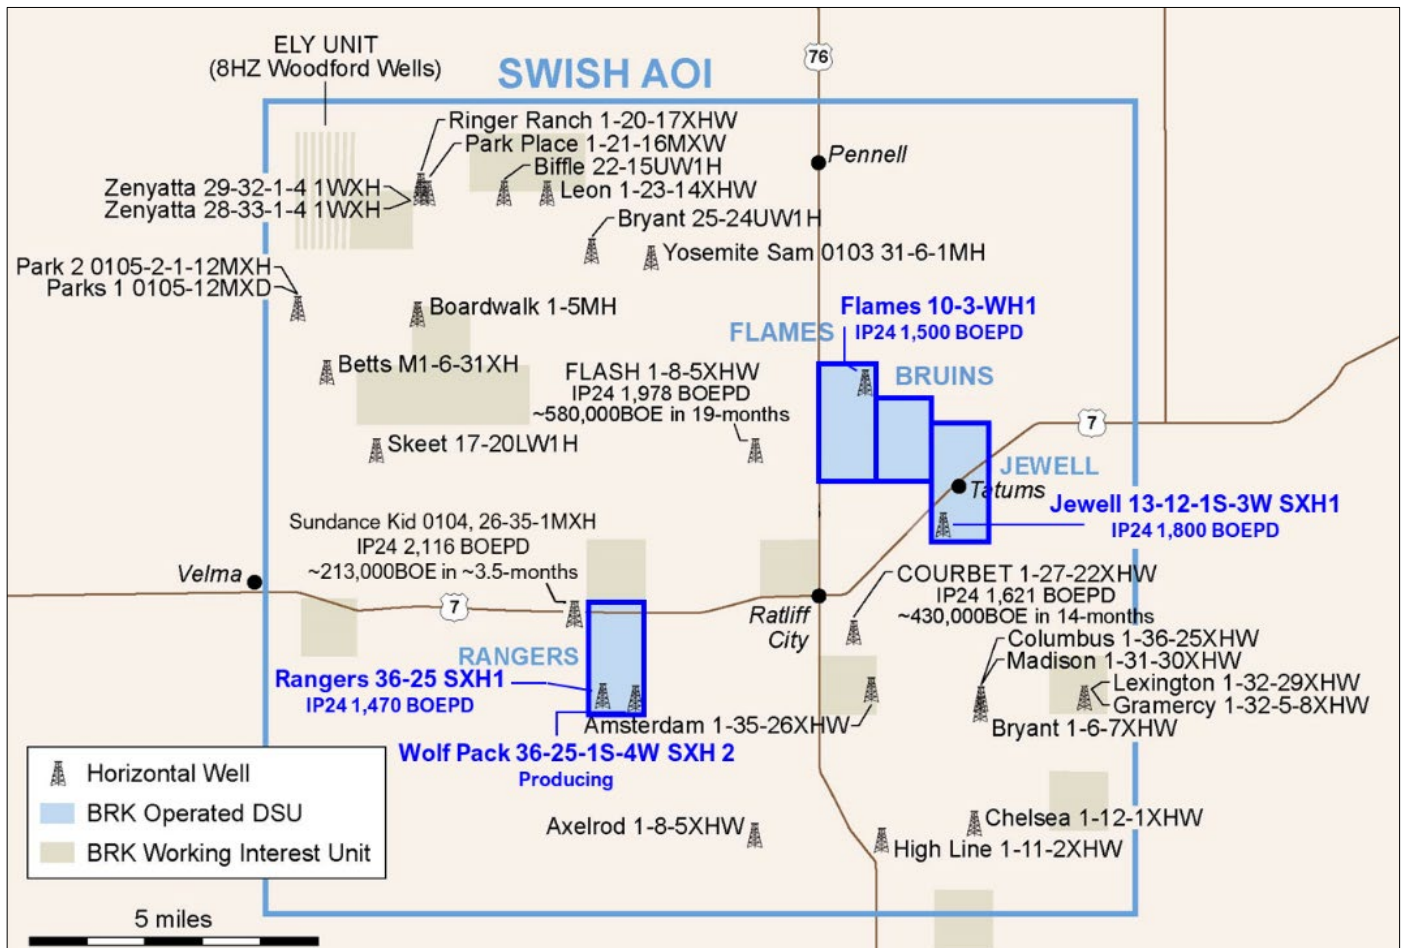 ELY UNIT
(8HZ Woodford Wells)
SWISH AOI
76
Ringer Ranch 1-20-17XHW
Park Place 1-21-16MXW
Biffle 22-15UW1H
Pennell
Zenyatta 29-32-1-4 1WXH
Leon 1-23-14XHW
Zenyatta 28-33-1-4 1WXH
Bryant 25-24UW1H
Yosemite Sam 0103 31-6-1MH
Park 2 0105-2-1-12MXH
Parks 1 0105-12MXD
Boardwalk 1-5MH
Flames 10-3-WH1
IP24 1,500 BOEPD
FLAMES
Betts M1-6-31XH
FLASH 1-8-5XHW
IP24 1,978 BOEPD
~580,000BOE in 19-months
BRUINS
7
Skeet 17-20LW1H
JEWELL
Tatums
Jewell 13-12-1S-3W SXH1
IP24 1,800 BOEPD
Sundance Kid 0104, 26-35-1MXH
IP24 2,116 BOEPD
~213,000BOE in ~3.5-months
Velma
7
COURBET 1-27-22XHW
IP24 1,621 BOEPD
~430,000BOE in 14-months
Ratliff
City
Columbus 1-36-25XHW
Madison 1-31-30XHW
RANGERS
Rangers 36-25 SXH1
IP24 1,470 BOEPD
Lexington 1-32-29XHW
Gramercy 1-32-5-8XHW
Amsterdam 1-35-26XHW
Bryant 1-6-7XHW
Wolf Pack 36-25-1S-4W SXH 2
Producing
Horizontal Well
BRK Operated DSU
BRK Working Interest Unit
Axelrod 1-8-5XHW
Chelsea 1-12-1XHW
High Line 1-11-2XHW
5 miles